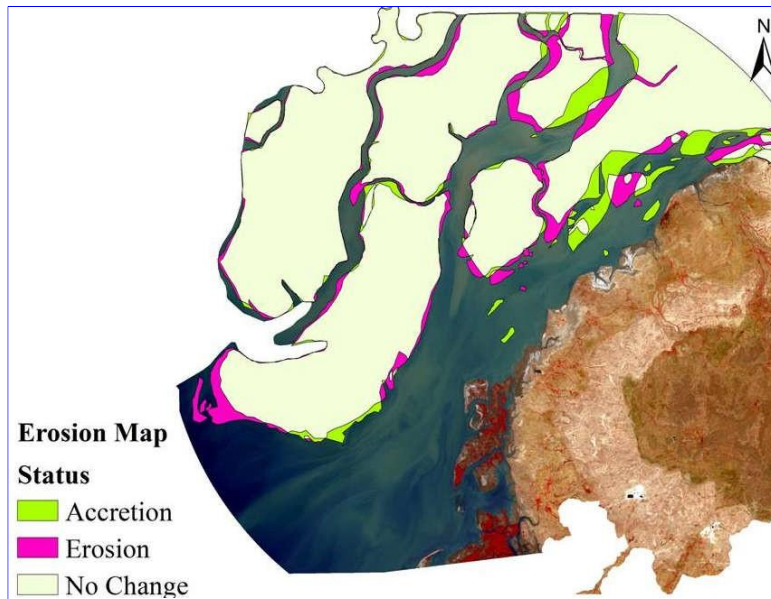 N
Erosion Map
Status
Accretion
Erosion
No Change